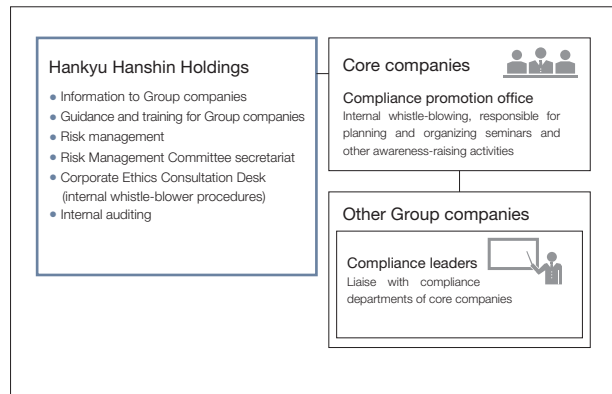 Hankyu Hanshin Holdings
• Information to Group companies
• Guidance and training for Group companies
• Risk management
• Risk Management Committee secretariat
• Corporate Ethics Consultation Desk
(internal whistle-blower procedures)
• Internal auditing
Core companies
Compliance promotion office
Internal whistle-blowing, responsible for
planning and organizing seminars and
other awareness-raising activities
Other Group companies
Compliance leaders
Liaise with compliance
departments of core companies